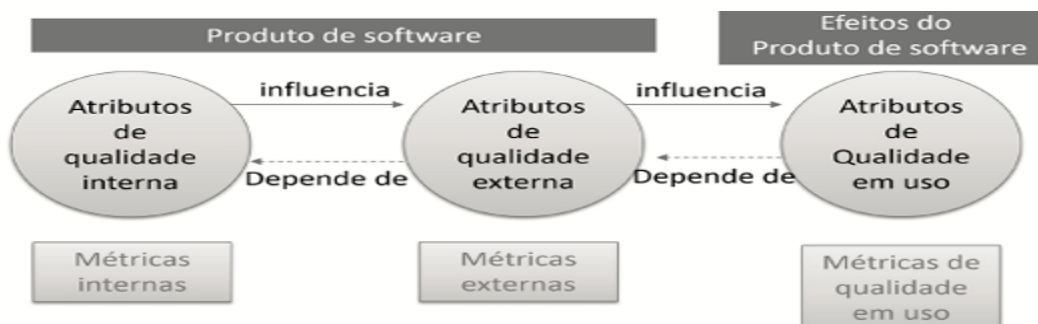 Produto de software
Efeitos do
Produto de software
Atributos
de
qualidade
interna
influencia
Depende de
Atributos
de
qualidade
externa
influencia
Depende de
Atributos
de
Qualidade
em uso
Métricas
internas
Métricas
externas
Métricas de
qualidade
em uso